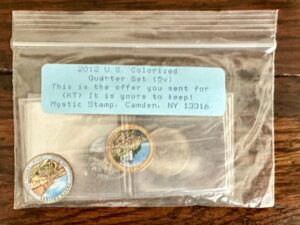 2012 U.S. Colorized
Quarter Set (5v)
This is the offer you sent for
(KT) It is yours to keep!
Mystic Stamp, Camden, NY 13316